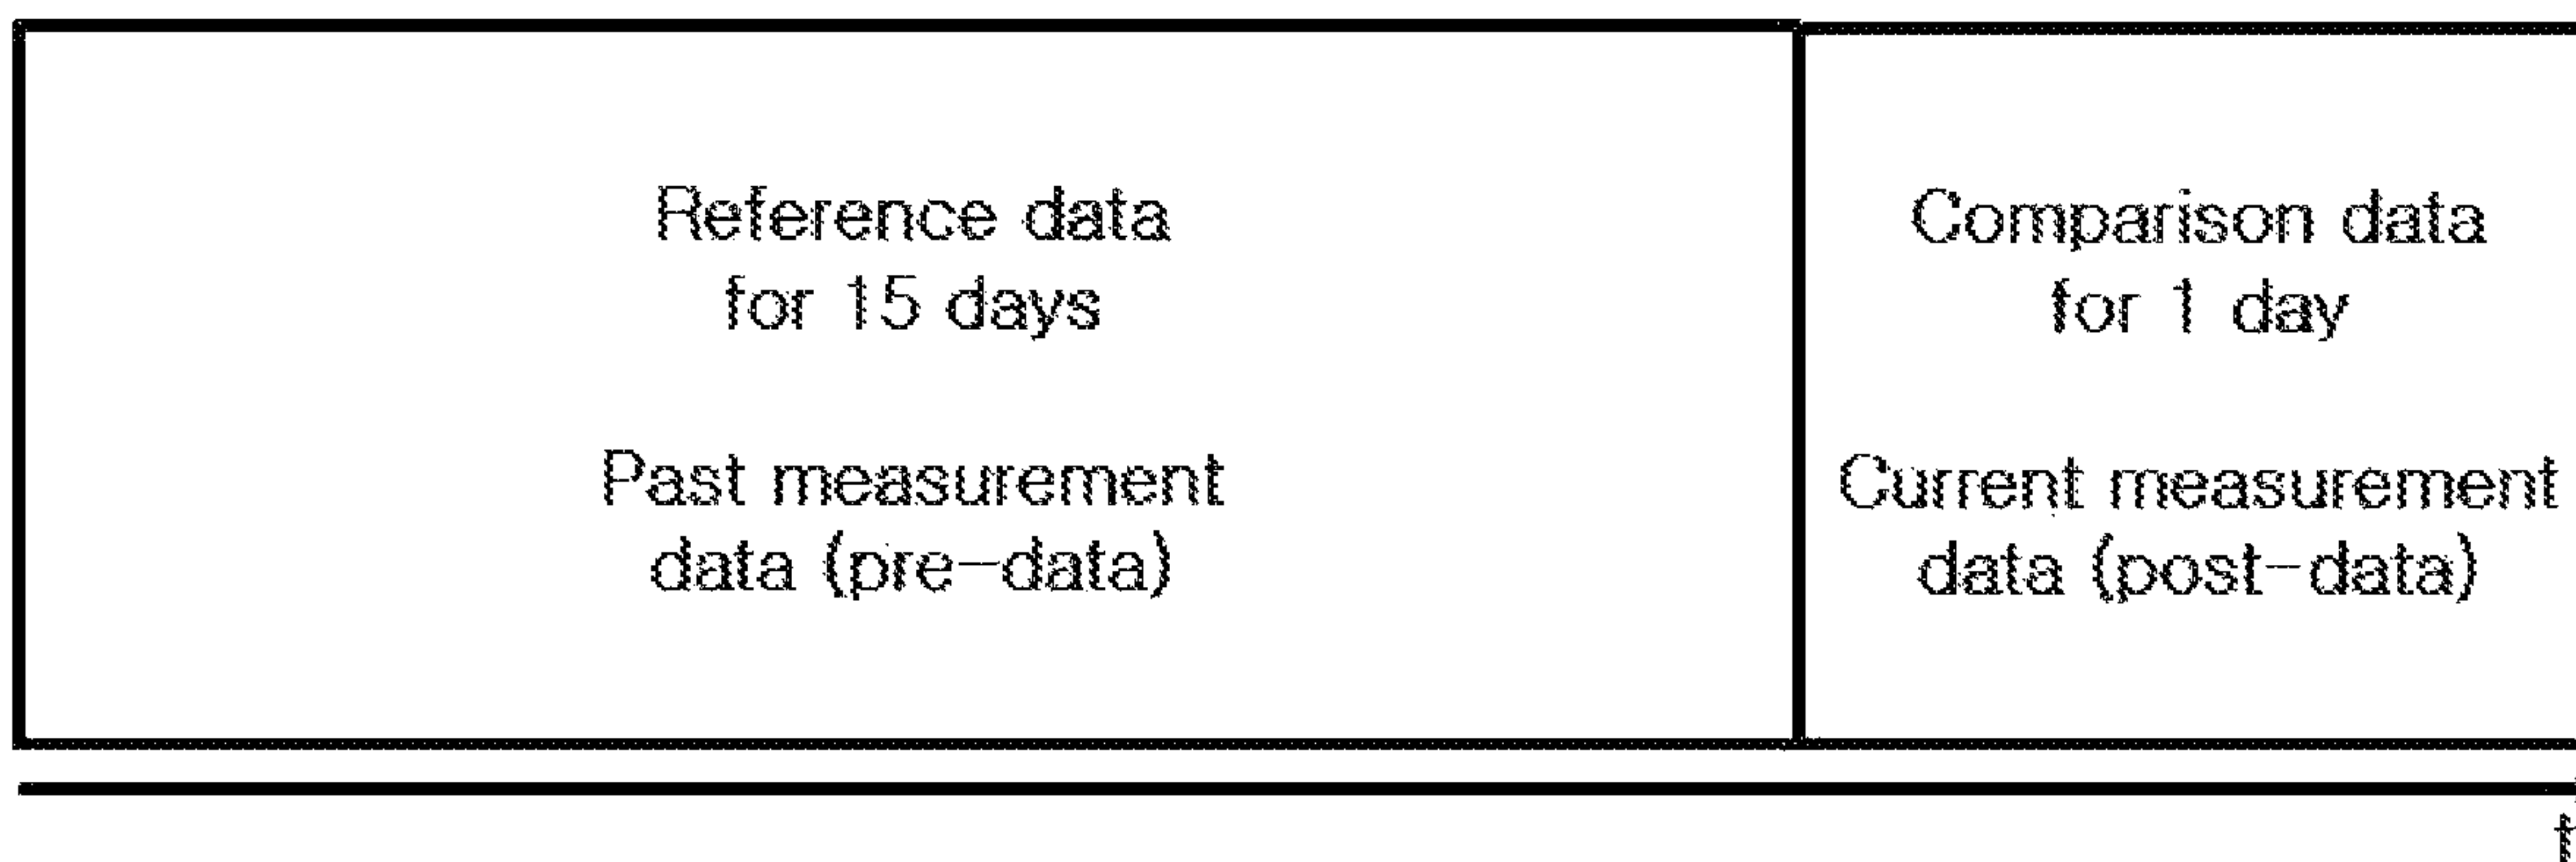 Reference data
for 15 days
Past measurement
data (pre-data)
Comparison data
for 1 day
Current measurement
data (post-data)
t